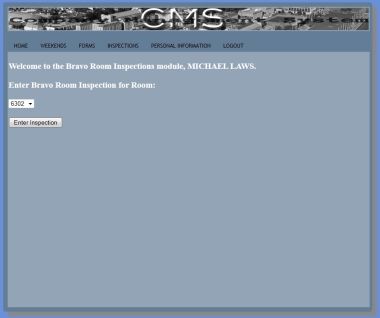 CMS
HOME WEEKENDS FORMS INSPECTIONS PERSONAL INFORMATION LOGOUT
Welcome to the Bravo Room Inspections module, MICHAEL LAWS.
Enter Bravo Room Inspection for Room:
6302
Enter Inspection